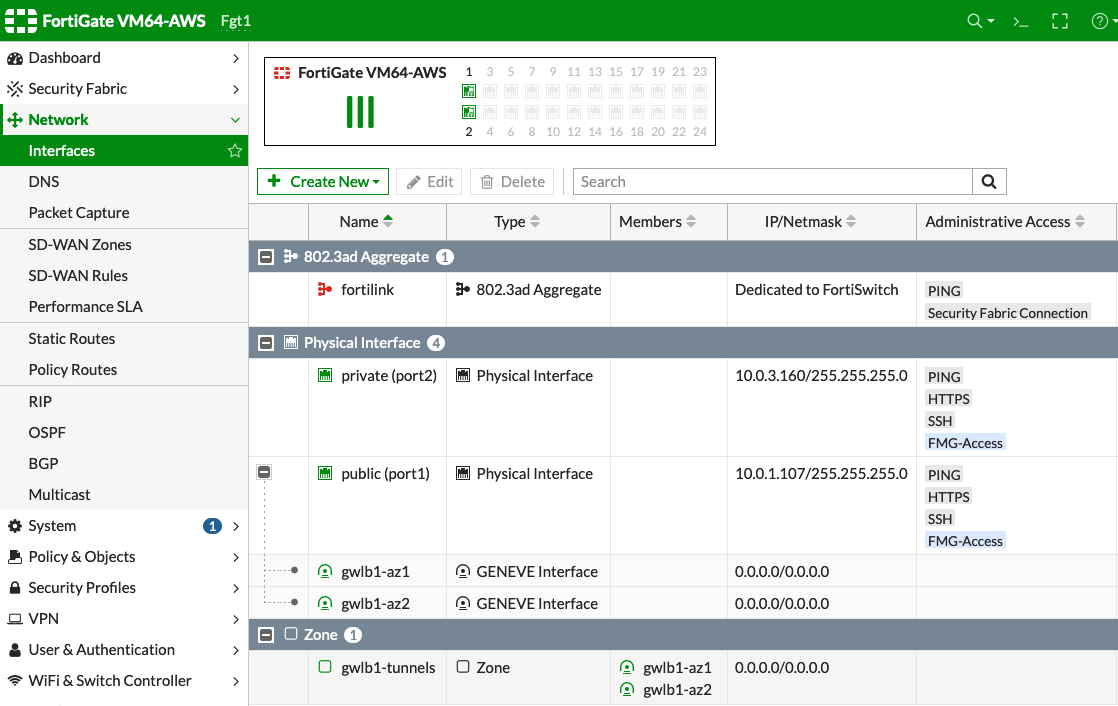 FortiGate VM64-AWS Fgt1
Dashboard
Security Fabric
Network
Interfaces
DNS
Packet Capture
SD-WAN Zones
SD-WAN Rules
Performance SLA
Static Routes
Policy Routes
RIP
OSPF
BGP
Multicast
System 1
Policy & Objects
Security Profiles
VPN
User & Authentication
WiFi & Switch Controller
FortiGate VM64-AWS
1 3 5 7 9 11 13 15 17 19 21 23
2 4 6 8 10 12 14 16 18 20 22 24
Create New Edit Delete Search
Name Type Members IP/Netmask Administrative Access
802.3ad Aggregate 1
fortilink 802.3ad Aggregate Dedicated to FortiSwitch PING
Security Fabric Connection
Physical Interface 4
private (port2) Physical Interface 10.0.3.160/255.255.255.0 PING
HTTPS
SSH
FMG-Access
public (port1) Physical Interface 10.0.1.107/255.255.255.0 PING
HTTPS
SSH
FMG-Access
gwlb1-az1 GENEVE Interface 0.0.0.0/0.0.0.0
gwlb1-az2 GENEVE Interface 0.0.0.0/0.0.0.0
Zone 1
gwlb1-tunnels Zone gwlb1-az1 0.0.0.0/0.0.0.0
gwlb1-az2